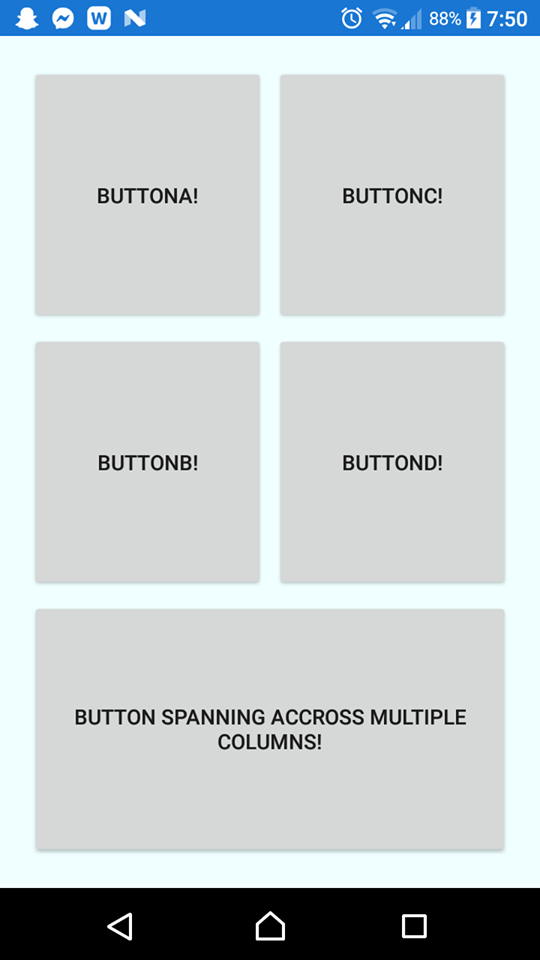 W N 88% 7:50
BUTTONA! BUTTONC!
BUTTONB! BUTTOND!
BUTTON SPANNING ACCROSS MULTIPLE
COLUMNS!